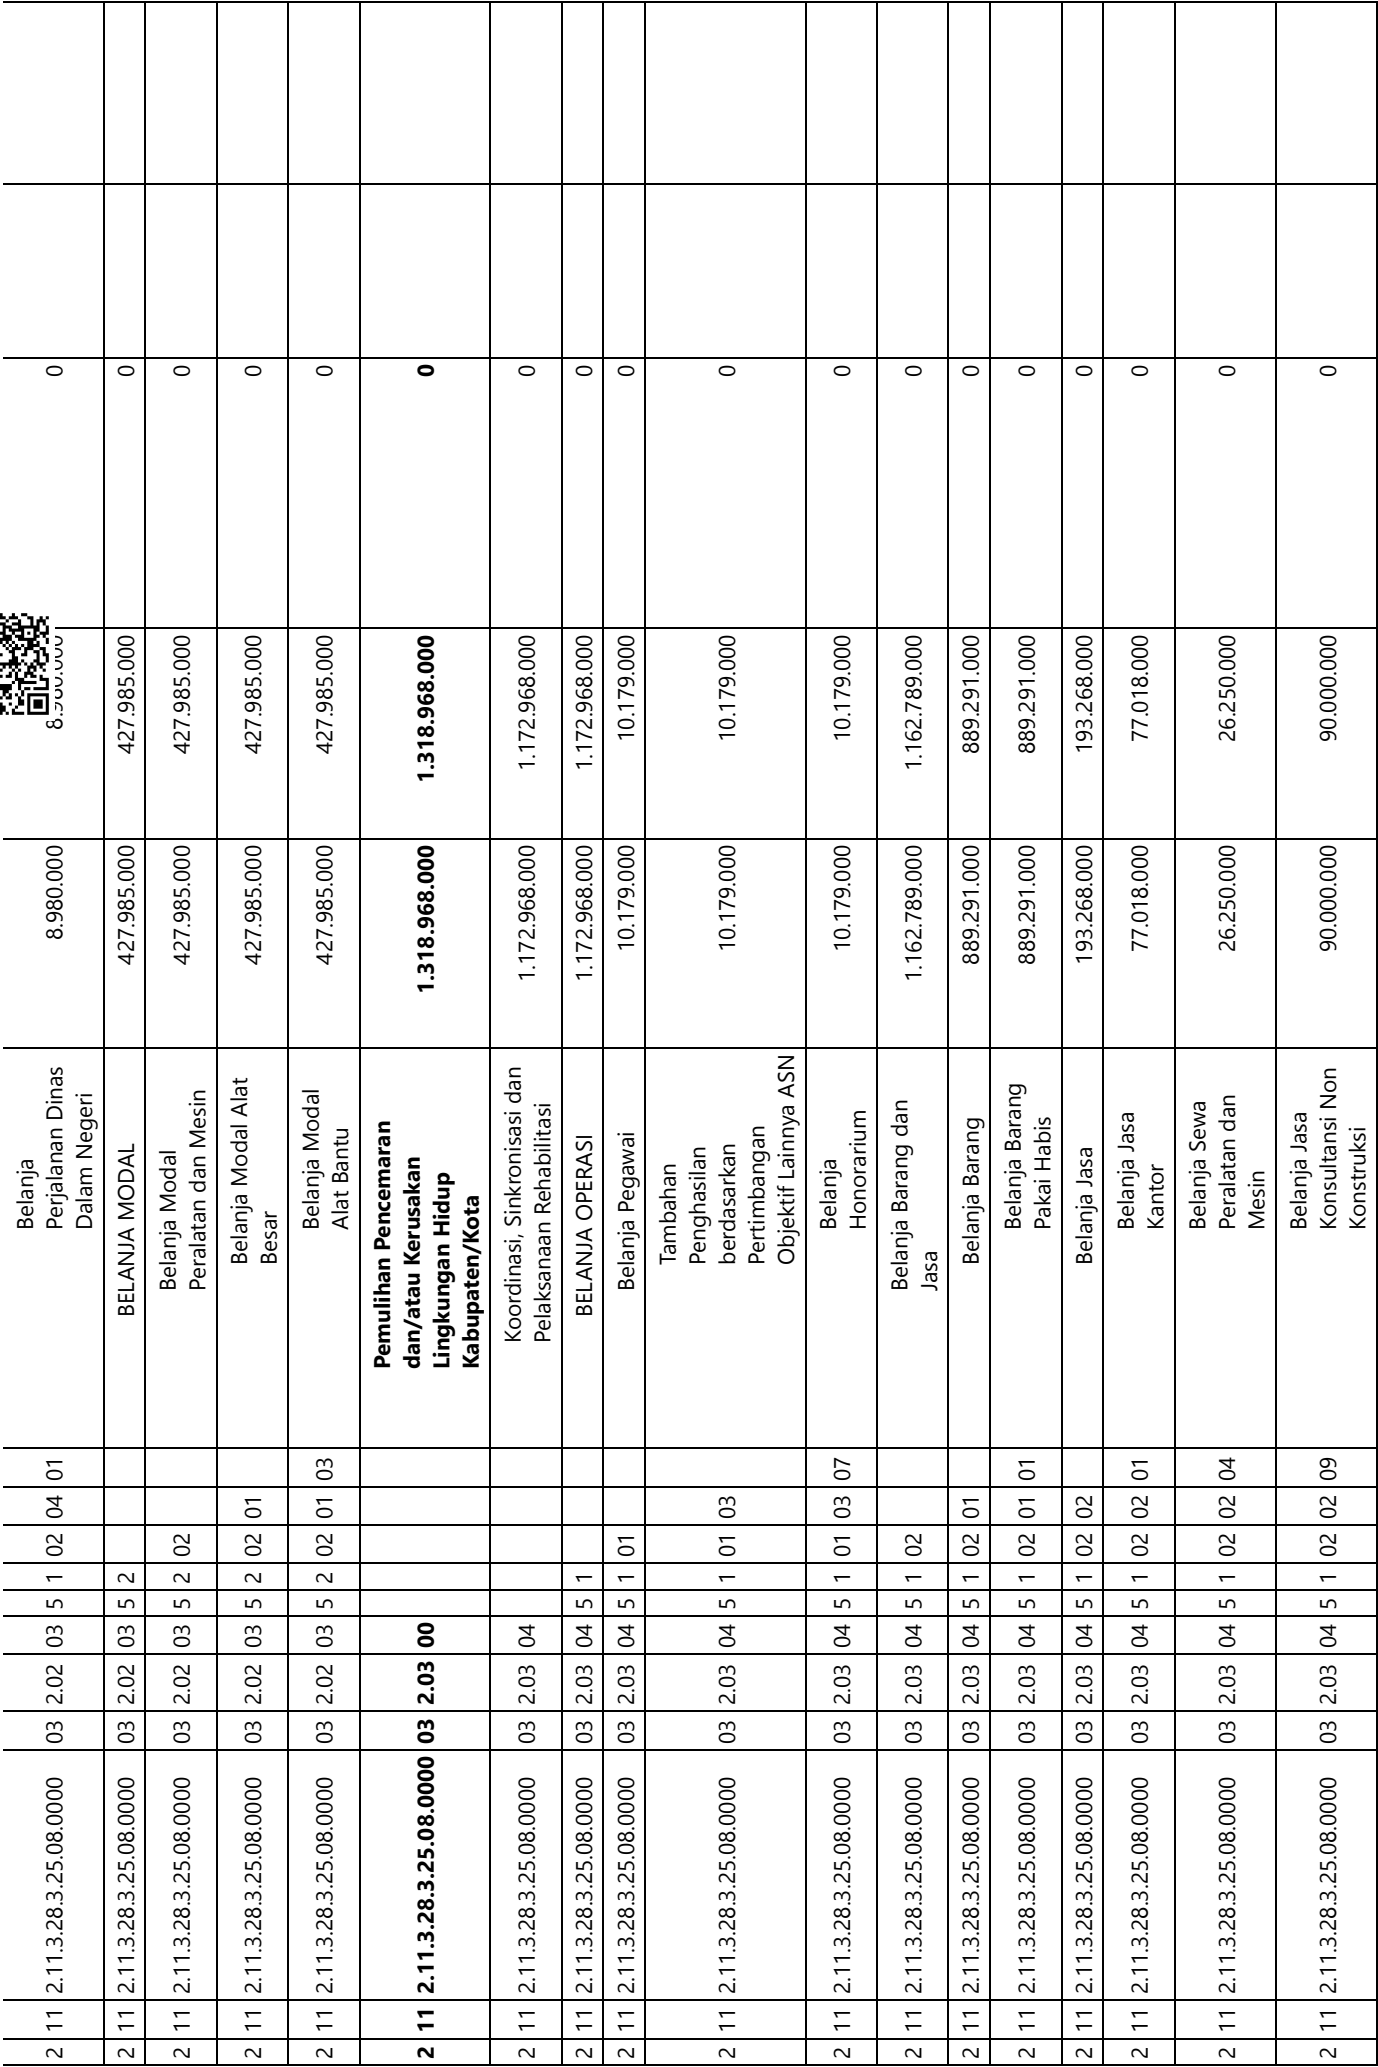 2 11 2.11.3.28.3.25.08.0000 03 2.02 03 5 1 02 04 01 Belanja
Perjalanan Dinas
Dalam Negeri 8.980.000 8.980.000 0
2 11 2.11.3.28.3.25.08.0000 03 2.02 03 5 2 BELANJA MODAL 427.985.000 427.985.000 0
2 11 2.11.3.28.3.25.08.0000 03 2.02 03 5 2 02 Belanja Modal
Peralatan dan Mesin 427.985.000 427.985.000 0
2 11 2.11.3.28.3.25.08.0000 03 2.02 03 5 2 02 01 Belanja Modal Alat
Besar 427.985.000 427.985.000 0
2 11 2.11.3.28.3.25.08.0000 03 2.02 03 5 2 02 01 03 Belanja Modal
Alat Bantu 427.985.000 427.985.000 0
2 11 2.11.3.28.3.25.08.0000 03 2.03 00 Pemulihan Pencemaran
dan/atau Kerusakan
Lingkungan Hidup
Kabupaten/Kota 1.318.968.000 1.318.968.000 0
2 11 2.11.3.28.3.25.08.0000 03 2.03 04 Koordinasi, Sinkronisasi dan
Pelaksanaan Rehabilitasi 1.172.968.000 1.172.968.000 0
2 11 2.11.3.28.3.25.08.0000 03 2.03 04 5 1 BELANJA OPERASI 1.172.968.000 1.172.968.000 0
2 11 2.11.3.28.3.25.08.0000 03 2.03 04 5 1 01 Belanja Pegawai 10.179.000 10.179.000 0
2 11 2.11.3.28.3.25.08.0000 03 2.03 04 5 1 01 03 Tambahan
Penghasilan
berdasarkan
Pertimbangan
Objektif Lainnya ASN 10.179.000 10.179.000 0
2 11 2.11.3.28.3.25.08.0000 03 2.03 04 5 1 01 03 07 Belanja
Honorarium 10.179.000 10.179.000 0
2 11 2.11.3.28.3.25.08.0000 03 2.03 04 5 1 02 Belanja Barang dan
Jasa 1.162.789.000 1.162.789.000 0
2 11 2.11.3.28.3.25.08.0000 03 2.03 04 5 1 02 01 Belanja Barang 889.291.000 889.291.000 0
2 11 2.11.3.28.3.25.08.0000 03 2.03 04 5 1 02 01 01 Belanja Barang
Pakai Habis 889.291.000 889.291.000 0
2 11 2.11.3.28.3.25.08.0000 03 2.03 04 5 1 02 02 Belanja Jasa 193.268.000 193.268.000 0
2 11 2.11.3.28.3.25.08.0000 03 2.03 04 5 1 02 02 01 Belanja Jasa
Kantor 77.018.000 77.018.000 0
2 11 2.11.3.28.3.25.08.0000 03 2.03 04 5 1 02 02 04 Belanja Sewa
Peralatan dan
Mesin 26.250.000 26.250.000 0
2 11 2.11.3.28.3.25.08.0000 03 2.03 04 5 1 02 02 09 Belanja Jasa
Konsultansi Non
Konstruksi 90.000.000 90.000.000 0